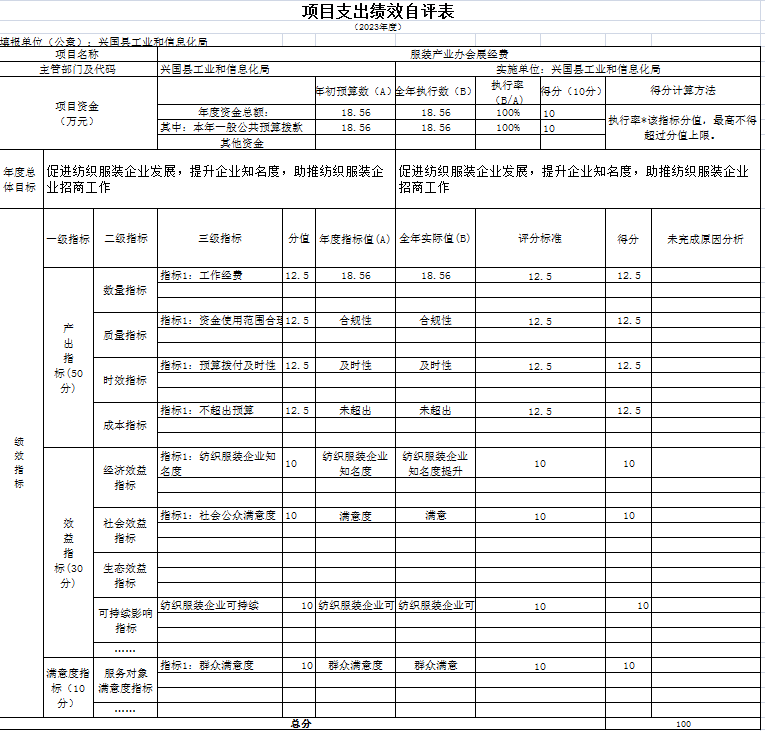 项目支出绩效自评表
（2023年度）
填报单位（公章）：兴国县工业和信息化局
项目名称 服装产业办会展经费
主管部门及代码 兴国县工业和信息化局 实施单位：兴国县工业和信息化局
项目资金
（万元）
年初预算数（A） 全年执行数（B） 执行率
（B/A） 得分（10分） 得分计算方法
年度资金总额： 18.56 18.56 100% 10
其中：本年一般公共预算拨款 18.56 18.56 100% 10
其他资金
执行率*该指标分值，最高不得
超过分值上限。
年度总
体目标
促进纺织服装企业发展，提升企业知名度，助推纺织服装企
业招商工作
促进纺织服装企业发展，提升企业知名度，助推纺织服装企业
招商工作
绩
效
指
标
一级指标 二级指标 三级指标 分值 年度指标值(A) 全年实际值(B) 评分标准 得分 未完成原因分析
产
出
指
标(50
分)
数量指标
指标1：工作经费 12.5 18.56 18.56 12.5 12.5
质量指标
指标1：资金使用范围合理 12.5 合规性 合规性 12.5 12.5
时效指标
指标1：预算拨付及时性 12.5 及时性 及时性 12.5 12.5
成本指标
指标1：不超出预算 12.5 未超出 未超出 12.5 12.5
效
益
指
标(30
分)
经济效益
指标
指标1：纺织服装企业知
名度 10 纺织服装企业
知名度 纺织服装企业
知名度提升 10 10
社会效益
指标
指标1：社会公众满意度 10 满意度 满意 10 10
生态效益
指标
可持续影响
指标
纺织服装企业可持续 10 纺织服装企业可 纺织服装企业可 10 10
……
满意度指
标（10
分）
服务对象
满意度指标
指标1：群众满意度 10 群众满意度 群众满意 10 10
……
总分 100